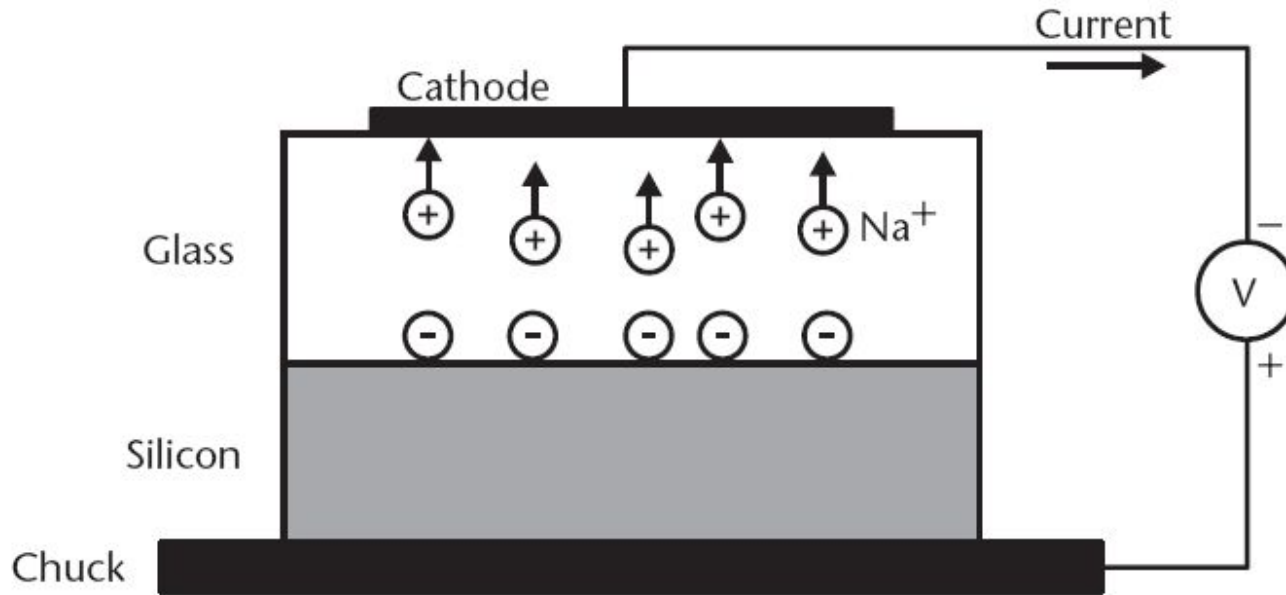 Current
Cathode
+ + + + + Na+
Glass
- - - - -
−
V
+
Silicon
Chuck